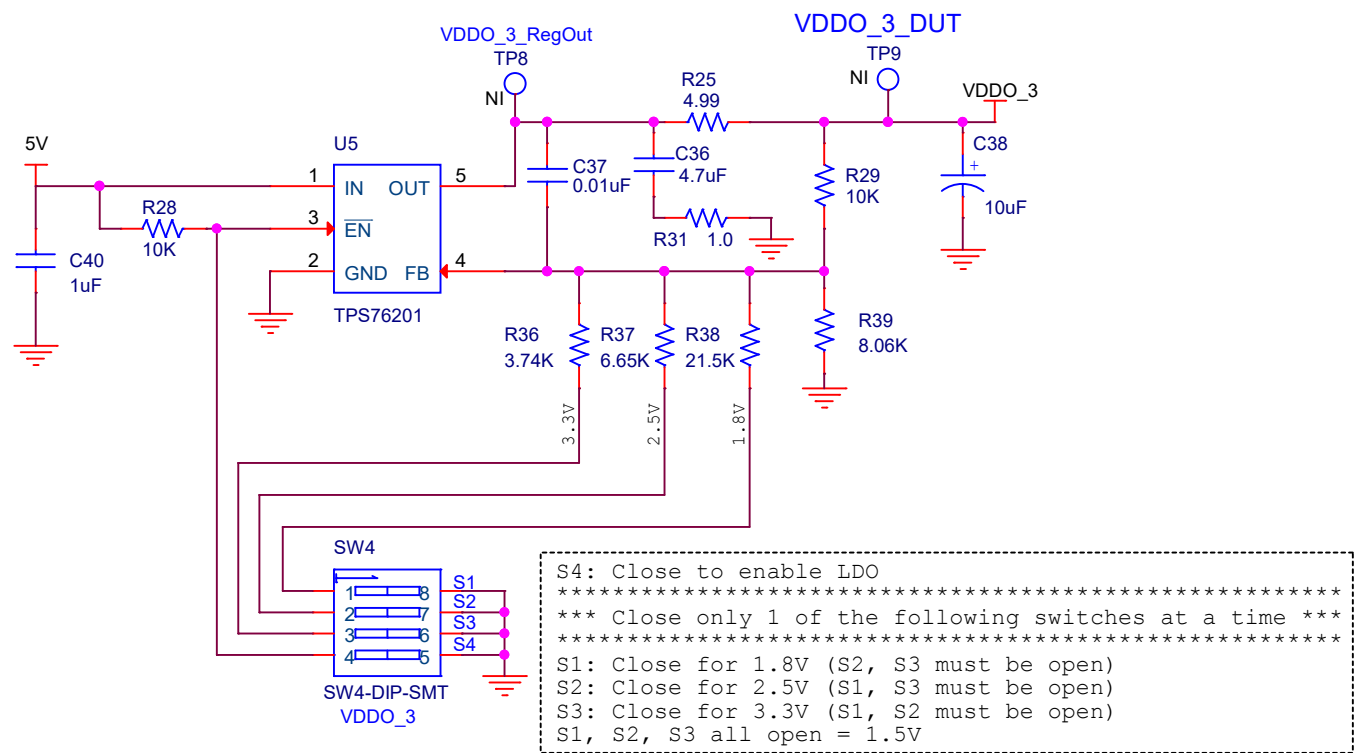 VDDO_3_DUT
VDDO_3_RegOut
TP9
TP8
NI
R25
VDDO_3
NI
4.99
5V
U5
C38
C37
C36
+
1
IN
OUT
5
0.01uF
4.7uF
R29
10K
R28
3
EN
10uF
10K
R31
1.0
C40
2
GND
FB
4
1uF
TPS76201
R36
R37
R38
R39
3.74K
6.65K
21.5K
8.06K
3.3V
2.5V
1.8V
SW4
1
8
S1
2
7
S2
3
6
S3
4
5
S4
SW4-DIP-SMT
VDDO_3
S4: Close to enable LDO
********************************************************
*** Close only 1 of the following switches at a time ***
********************************************************
S1: Close for 1.8V (S2, S3 must be open)
S2: Close for 2.5V (S1, S3 must be open)
S3: Close for 3.3V (S1, S2 must be open)
S1, S2, S3 all open = 1.5V